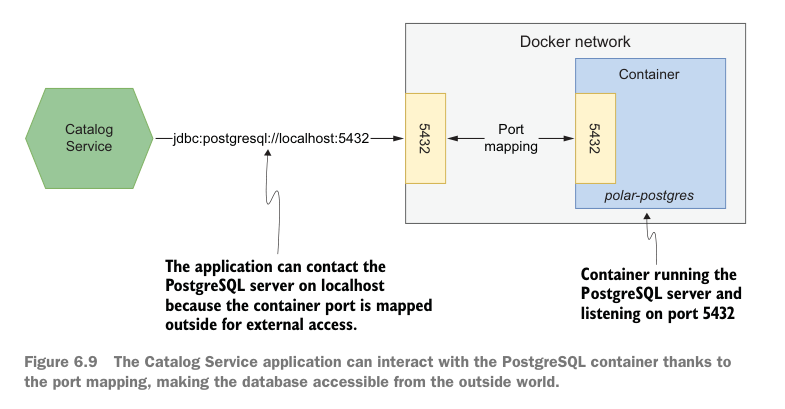 Docker network
Container
Catalog
Service
jdbc:postgresql://localhost:5432
5432
Port
mapping
5432
polar-postgres
The application can contact the
PostgreSQL server on localhost
because the container port is mapped
outside for external access.
Container running the
PostgreSQL server and
listening on port 5432
Figure 6.9 The Catalog Service application can interact with the PostgreSQL container thanks to
the port mapping, making the database accessible from the outside world.